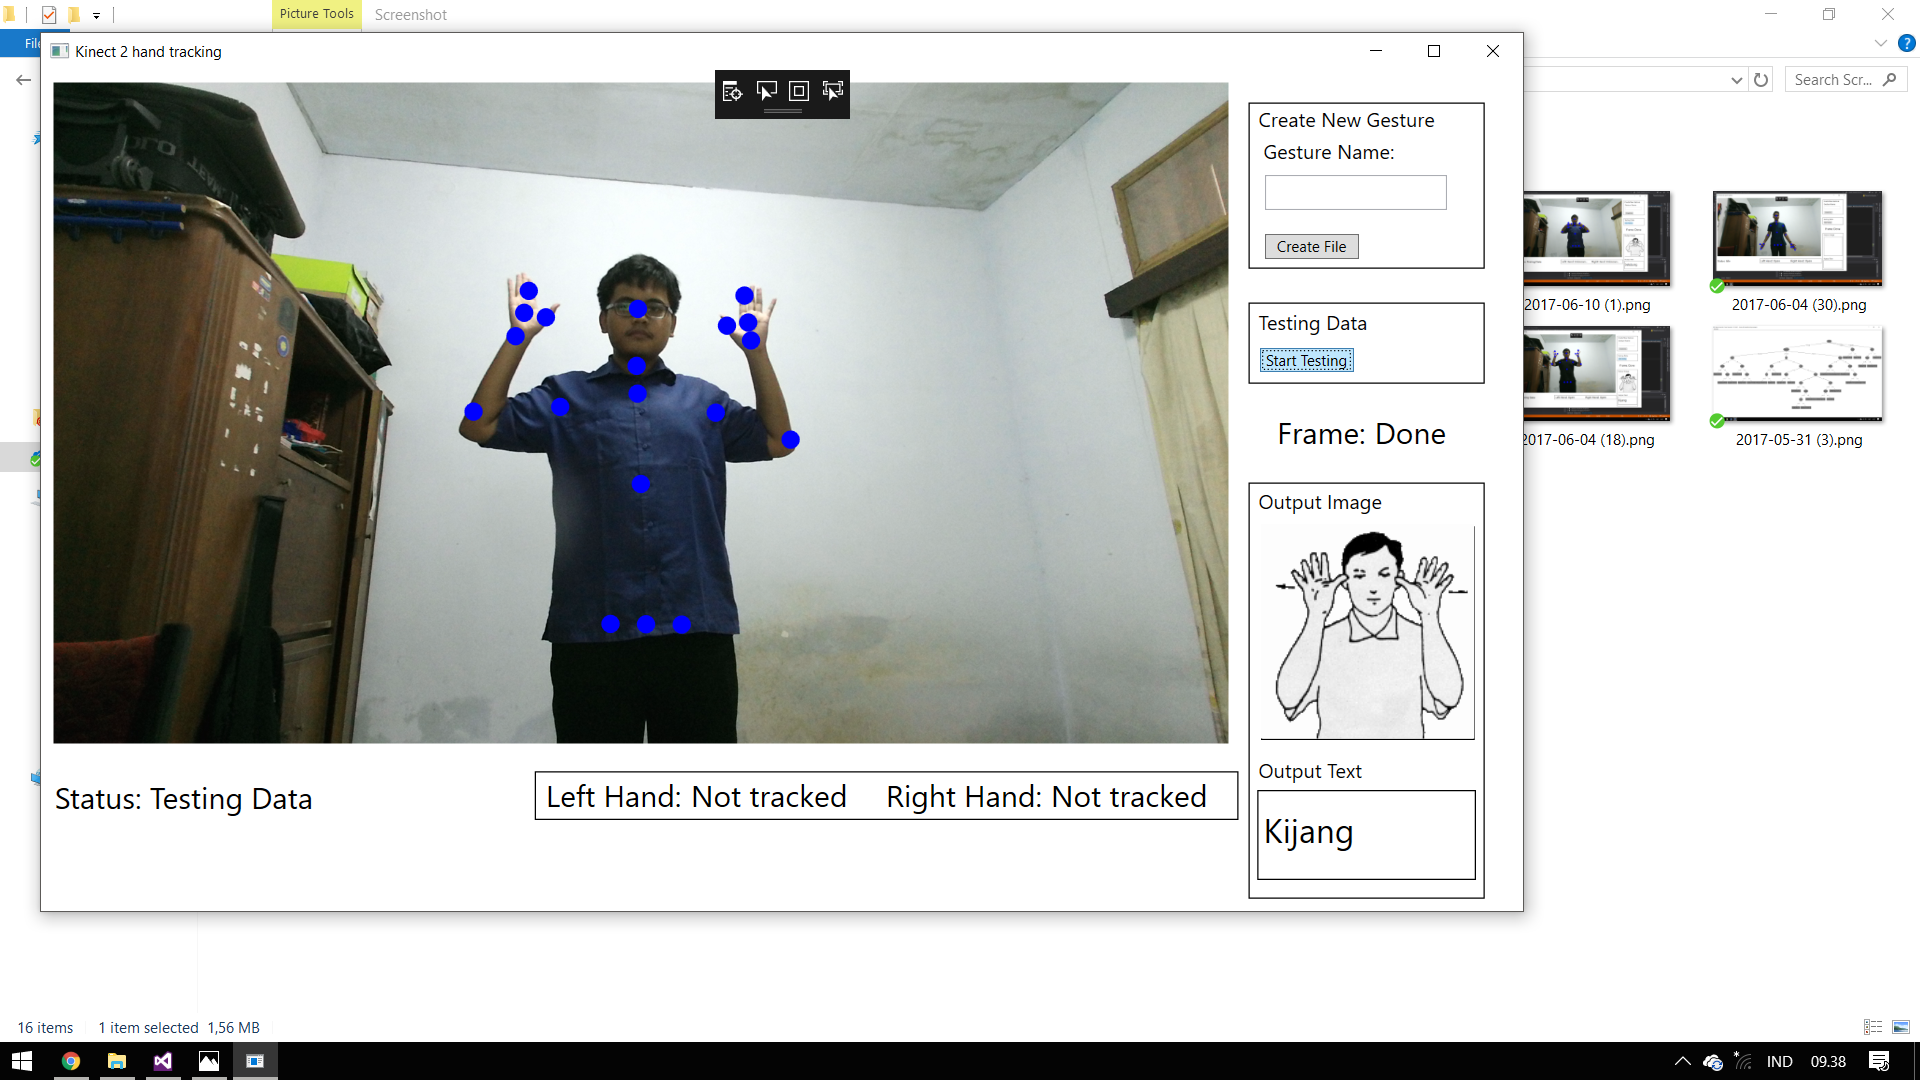 Picture Tools
Screenshot
File
Kinect 2 hand tracking
Search Scr...
Create New Gesture
Gesture Name:
Create File
Testing Data
Start Testing
Frame: Done
Output Image
Output Text
Kijang
Status: Testing Data
Left Hand: Not tracked
Right Hand: Not tracked
2017-06-10 (1).png
2017-06-04 (30).png
2017-06-04 (18).png
2017-05-31 (3).png
16 items
1 item selected
1,56 MB
IND
09.38